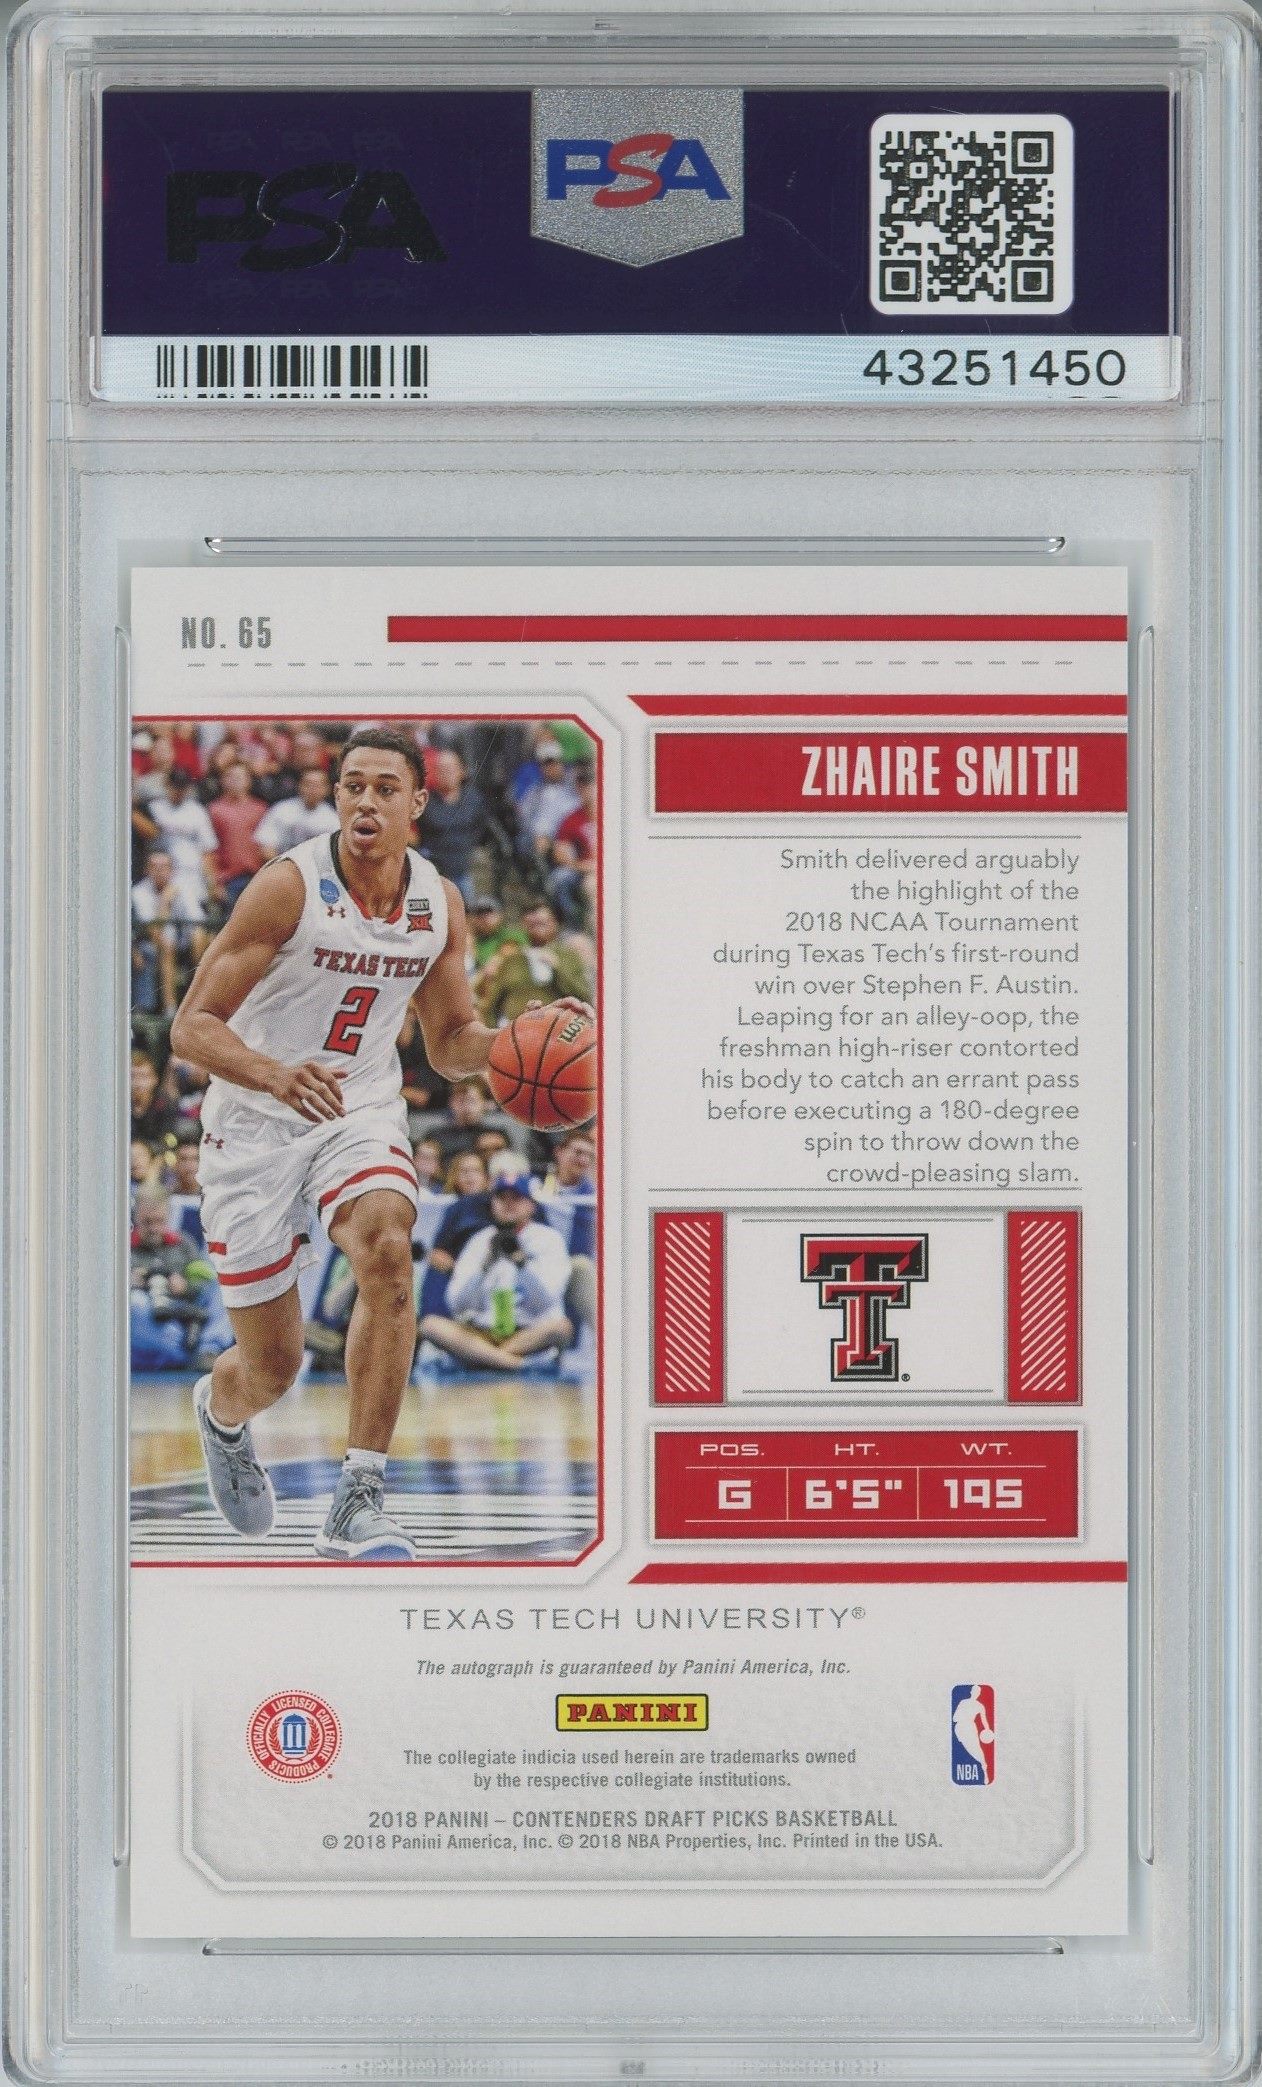 PSA
PSA
43251450
NO. 65
ZHAIRE SMITH
Smith delivered arguably
the highlight of the
2018 NCAA Tournament
during Texas Tech's first-round
win over Stephen F. Austin.
Leaping for an alley-oop, the
freshman high-riser contorted
his body to catch an errant pass
before executing a 180-degree
spin to throw down the
crowd-pleasing slam.
TEXAS TECH
2
POS. HT. WT.
G 6'5" 195
TEXAS TECH UNIVERSITY®
The autograph is guaranteed by Panini America, Inc.
OFFICIALLY LICENSED COLLEGIATE PRODUCTS
PANINI
NBA
The collegiate indicia used herein are trademarks owned
by the respective collegiate institutions.
2018 PANINI – CONTENDERS DRAFT PICKS BASKETBALL
© 2018 Panini America, Inc. © 2018 NBA Properties, Inc. Printed in the USA.